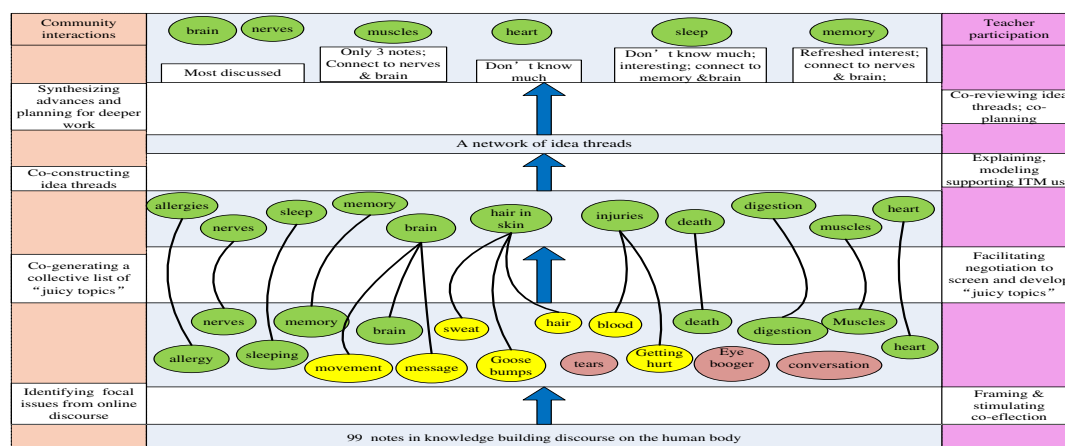 Community
interactions
brain
nerves
muscles
heart
sleep
memory
Teacher
participation
Most discussed
Only 3 notes;
Connect to nerves
& brain
Don’t know
much
Don’t know
much;
interesting; connect to
memory &brain
Refreshed interest;
connect to nerves
& brain;
Synthesizing
advances and
planning for deeper
work
Co-reviewing idea
threads; co-
planning
A network of idea threads
Co-constructing
idea threads
Explaining,
modeling
supporting ITM us
allergies
nerves
sleep
memory
brain
hair in
skin
injuries
death
digestion
muscles
heart
Co-generating a
collective list of
“juicy topics”
Facilitating
negotiation to
screen and develop
“juicy topics”
nerves
memory
brain
sweat
hair
blood
death
digestion
Muscles
heart
allergy
sleeping
movement
message
Goose
bumps
tears
Getting
hurt
Eye
booger
conversation
Identifying focal
issues from online
discourse
Framing &
stimulating
co-eflection
99 notes in knowledge building discourse on the human body